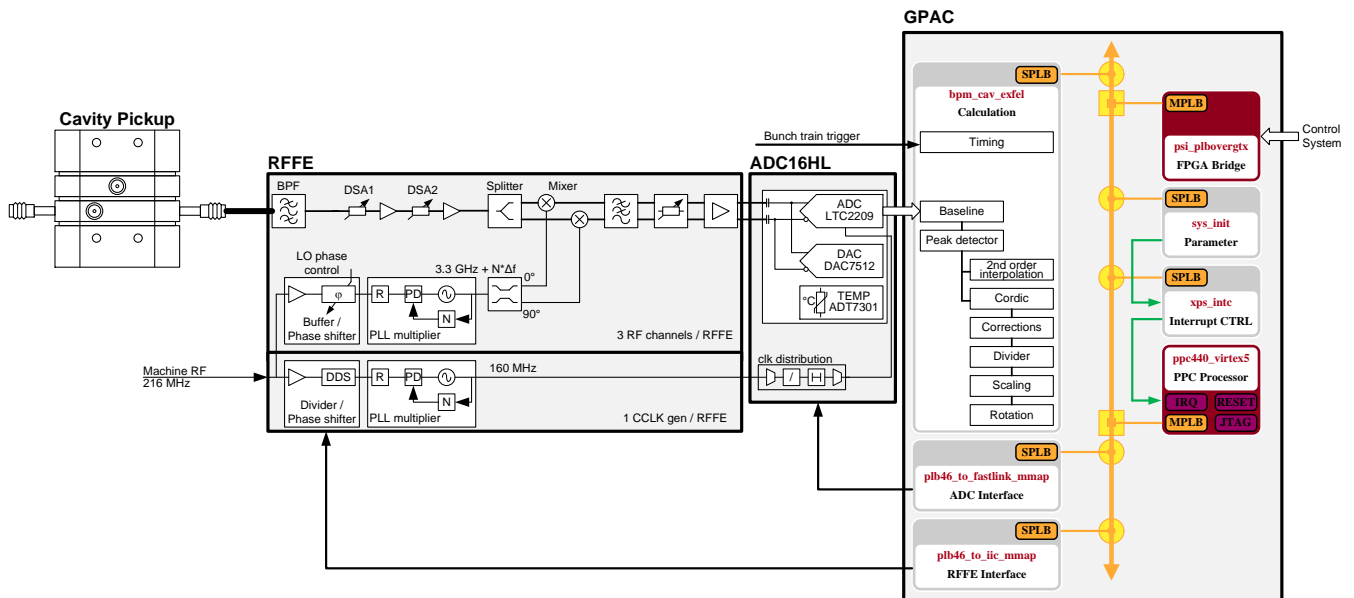 GPAC
SPLB
bpm_cav_exfel
Calculation
MPLB
Cavity Pickup
Bunch train trigger
Timing
psi_plbovergtx
FPGA Bridge
Control
System
RFFE
ADC16HL
BPF
DSA1
DSA2
Splitter
Mixer
ADC
LTC2209
Baseline
SPLB
sys_init
Parameter
Peak detector
DAC
DAC7512
LO phase
control
3.3 GHz + N*Δf
0°
2nd order
interpolation
SPLB
φ
R
PD
N
90°
°C
TEMP
ADT7301
Cordic
xps_intc
Interrupt CTRL
Buffer /
Phase shifter
PLL multiplier
3 RF channels / RFFE
Corrections
Divider
ppc440_virtex5
PPC Processor
Machine RF
216 MHz
DDS
R
PD
N
160 MHz
clk distribution
/
Scaling
IRQ
RESET
Divider /
Phase shifter
PLL multiplier
1 CCLK gen / RFFE
Rotation
MPLB
JTAG
SPLB
plb46_to_fastlink_mmap
ADC Interface
SPLB
plb46_to_iic_mmap
RFFE Interface